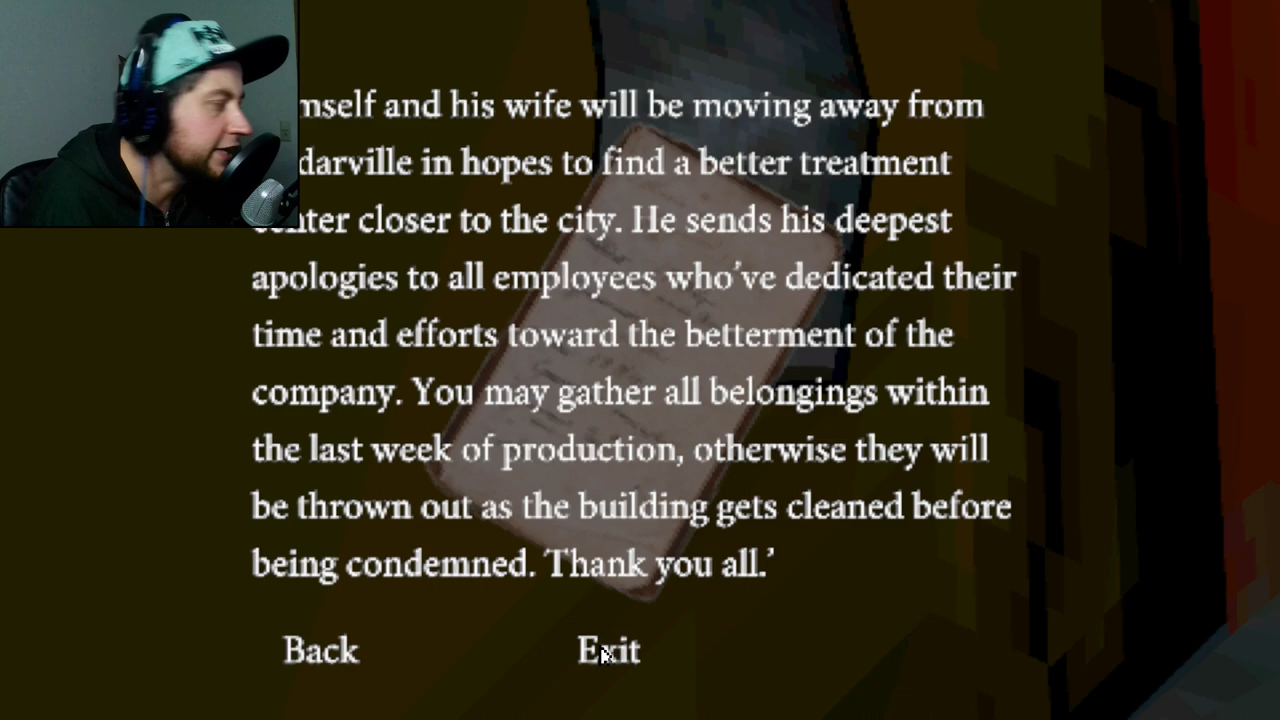 mself and his wife will be moving away from
darville in hopes to find a better treatment
nter closer to the city. He sends his deepest
apologies to all employees who've dedicated their
time and efforts toward the betterment of the
company. You may gather all belongings within
the last week of production, otherwise they will
be thrown out as the building gets cleaned before
being condemned. Thank you all.'
Back Exit